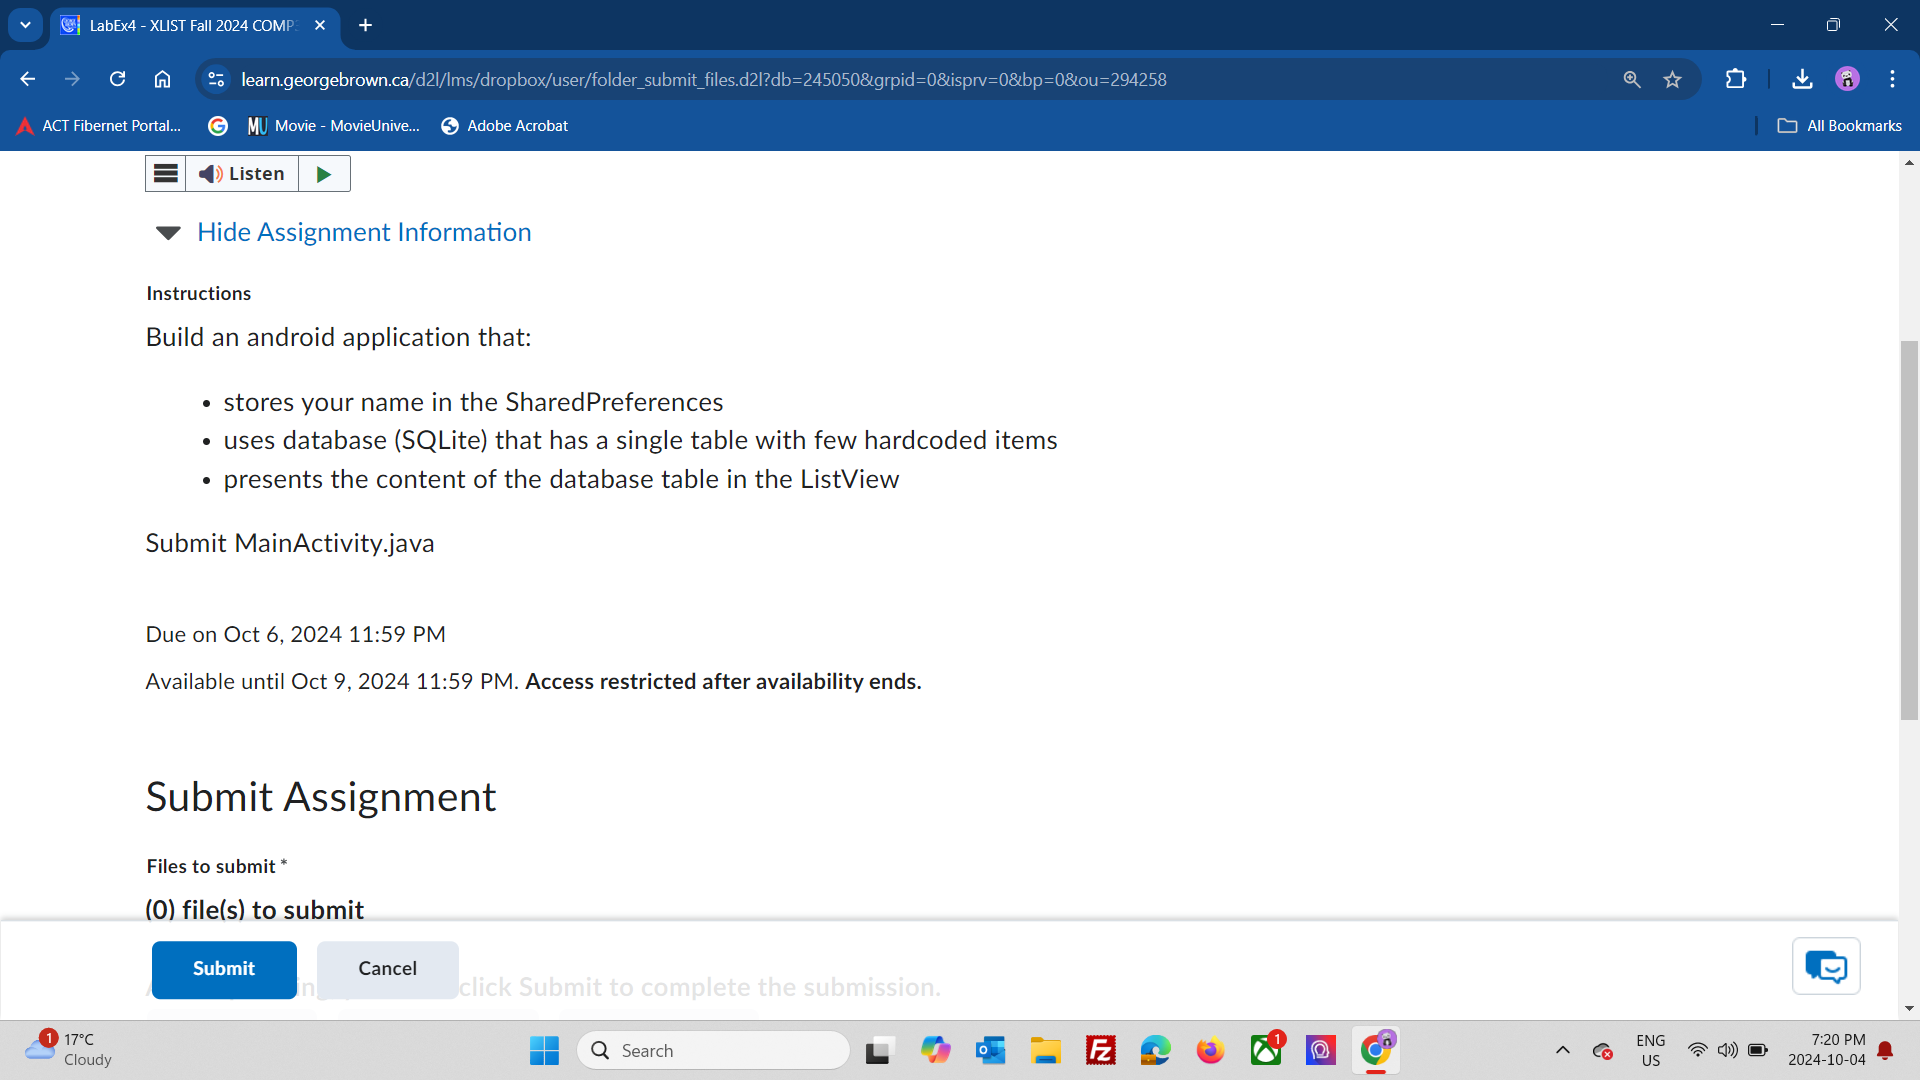 LabEx4 - XLIST Fall 2024 COMP
learn.georgebrown.ca/d2l/lms/dropbox/user/folder_submit_files.d2l?db=245050&grpid=0&isprv=0&bp=0&ou=294258
ACT Fibernet Portal...
MU Movie - MovieUnive...
Adobe Acrobat
All Bookmarks
Listen
Hide Assignment Information
Instructions
Build an android application that:
• stores your name in the SharedPreferences
• uses database (SQLite) that has a single table with few hardcoded items
• presents the content of the database table in the ListView
Submit MainActivity.java
Due on Oct 6, 2024 11:59 PM
Available until Oct 9, 2024 11:59 PM. Access restricted after availability ends.
Submit Assignment
Files to submit *
(0) file(s) to submit
Submit
Cancel
click Submit to complete the submission.
1
17°C
Cloudy
Search
Fz
1
ENG
US
7:20 PM
2024-10-04